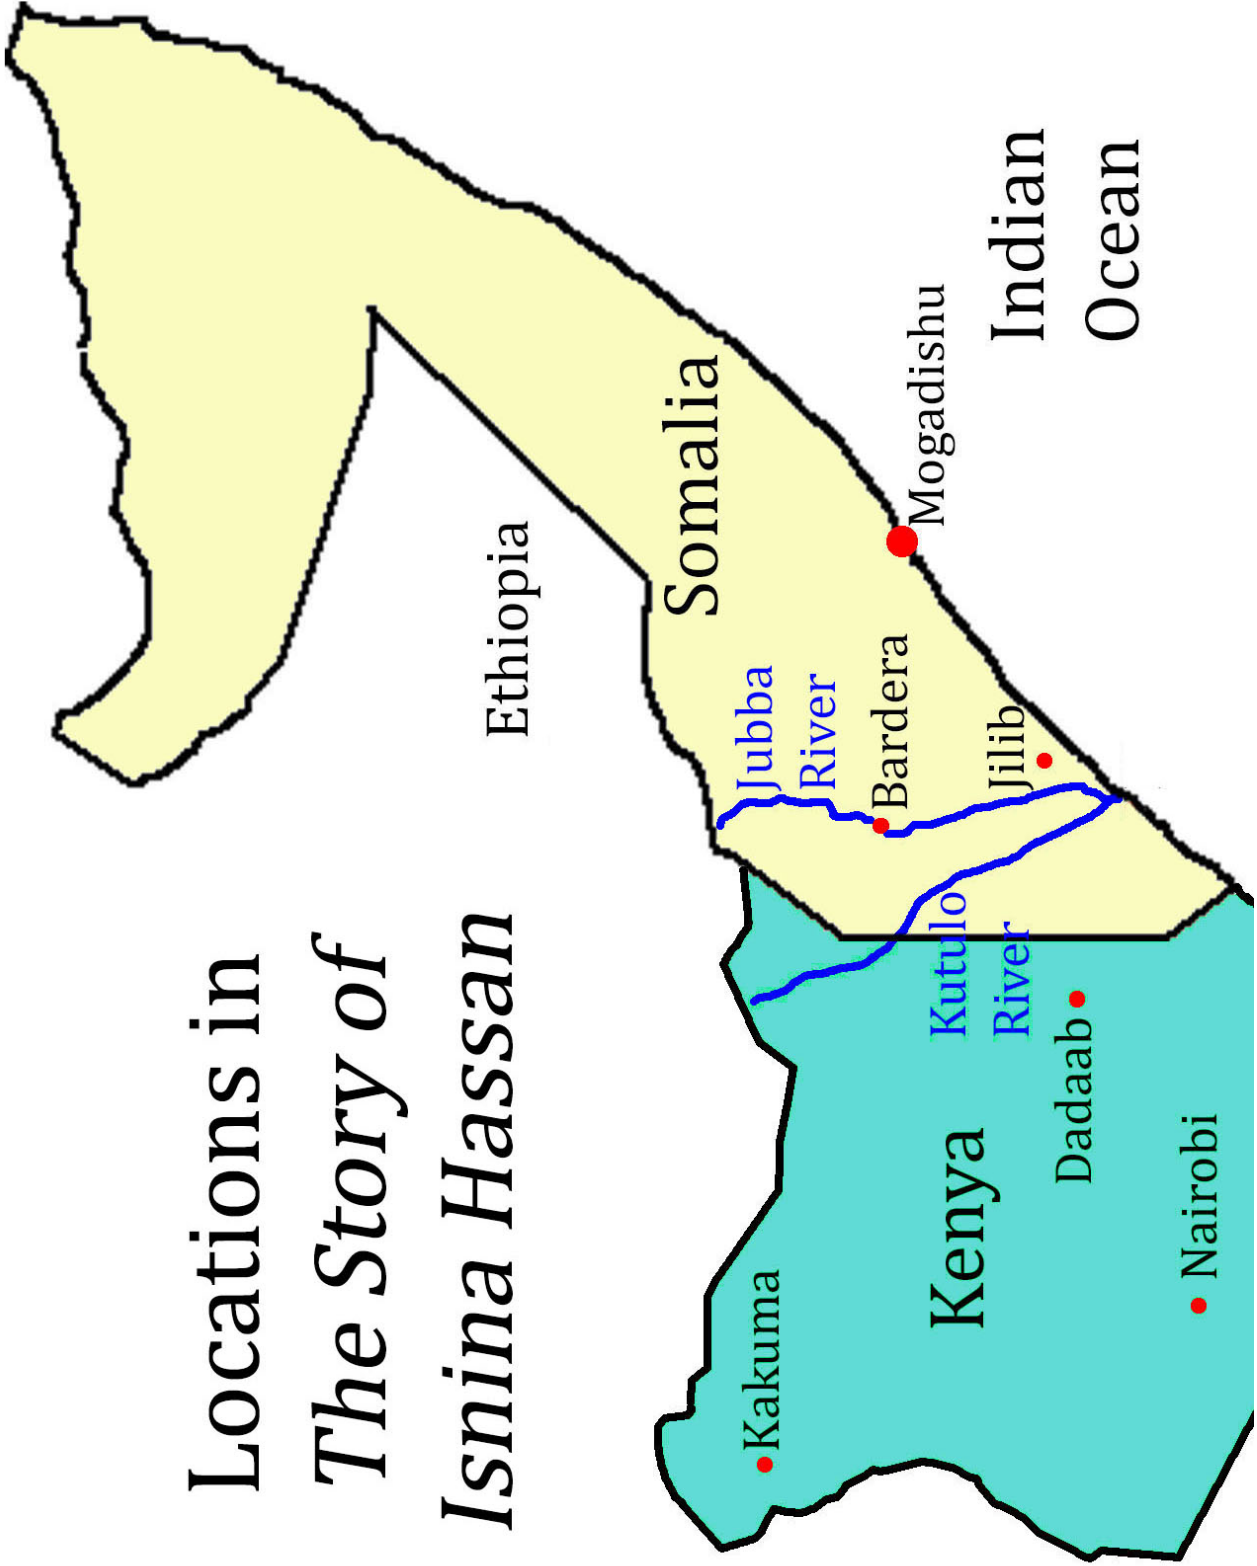 Locations in
The Story of
Isnina Hassan
Ethiopia
Somalia
Jubba
River
Bardera
Mogadishu
Jilib
Indian
Ocean
Kakuma
Kenya
Kutulo
River
Dadaab
Nairobi